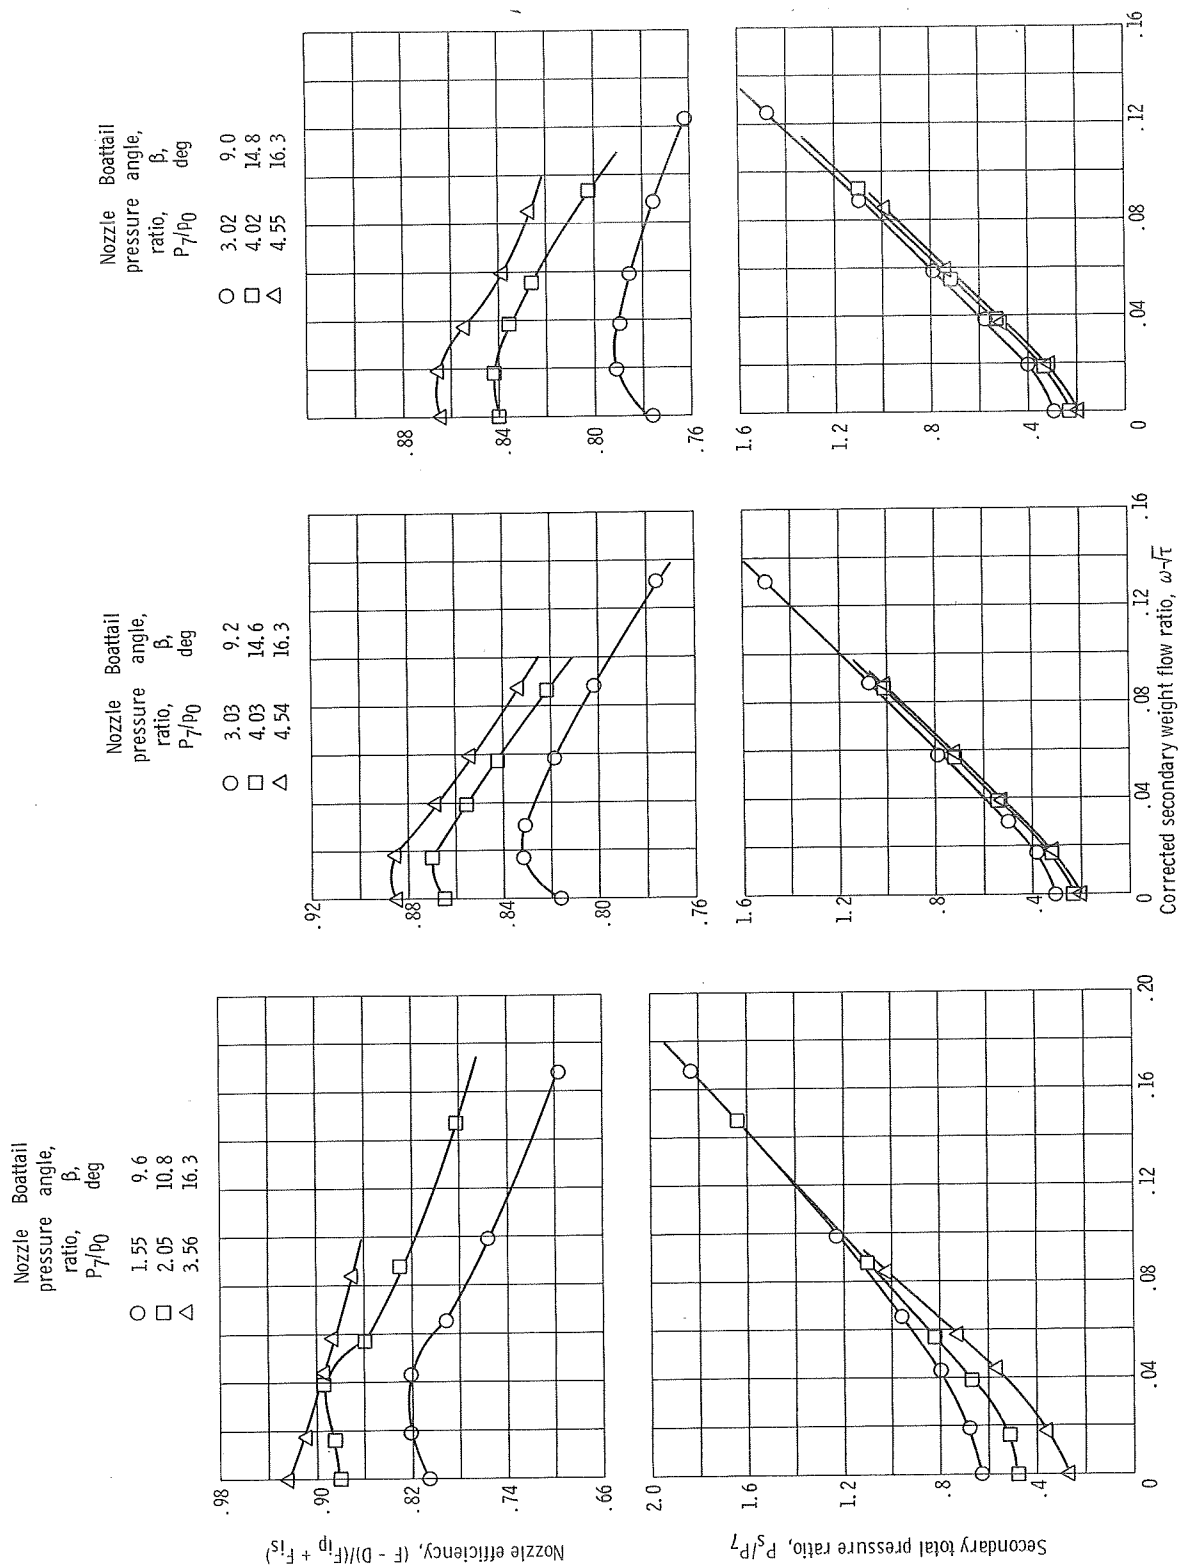 Nozzle Boattail
pressure angle,
ratio, β,
P7/p0 deg
○ 1.55 9.6
□ 2.05 10.8
△ 3.56 16.3
Nozzle efficiency, (F - D)/(Fip + Fis)
.98
.90
.82
.74
.66
Secondary total pressure ratio, Ps/P7
2.0
1.6
1.2
.8
.4
0 .04 .08 .12 .16 .20
Nozzle Boattail
pressure angle,
ratio, β,
P7/p0 deg
○ 3.03 9.2
□ 4.03 14.6
△ 4.54 16.3
.92
.88
.84
.80
.76
1.6
1.2
.8
.4
0 .04 .08 .12 .16
Corrected secondary weight flow ratio, ω√τ
Nozzle Boattail
pressure angle,
ratio, β,
P7/p0 deg
○ 3.02 9.0
□ 4.02 14.8
△ 4.55 16.3
.88
.84
.80
.76
1.6
1.2
.8
.4
0 .04 .08 .12 .16